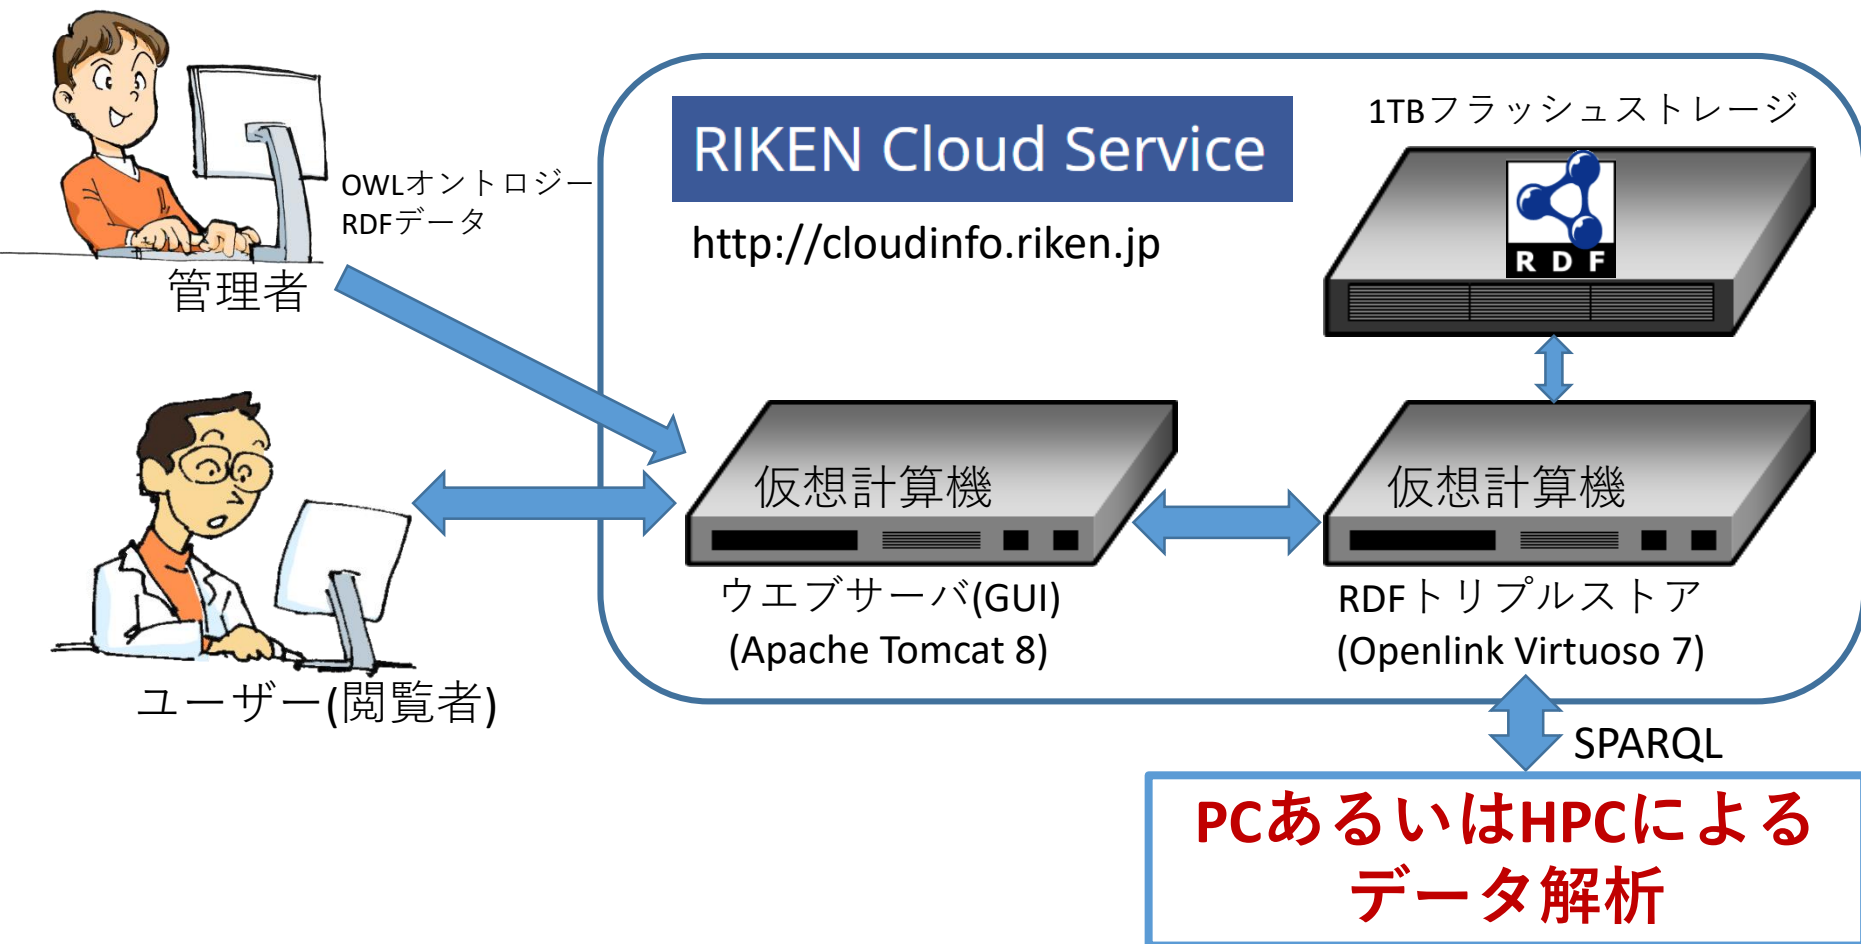 OWLオントロジー
RDFデータ
管理者
ユーザー(閲覧者)
RIKEN Cloud Service
http://cloudinfo.riken.jp
1TBフラッシュストレージ
RDF
仮想計算機
ウエブサーバ(GUI)
(Apache Tomcat 8)
仮想計算機
RDFトリプルストア
(Openlink Virtuoso 7)
SPARQL
PCあるいはHPCによる
データ解析